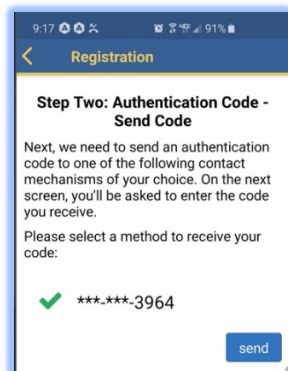 9:17 91%
Registration
Step Two: Authentication Code -
Send Code
Next, we need to send an authentication
code to one of the following contact
mechanisms of your choice. On the next
screen, you'll be asked to enter the code
you receive.
Please select a method to receive your
code:
***-***-3964
send